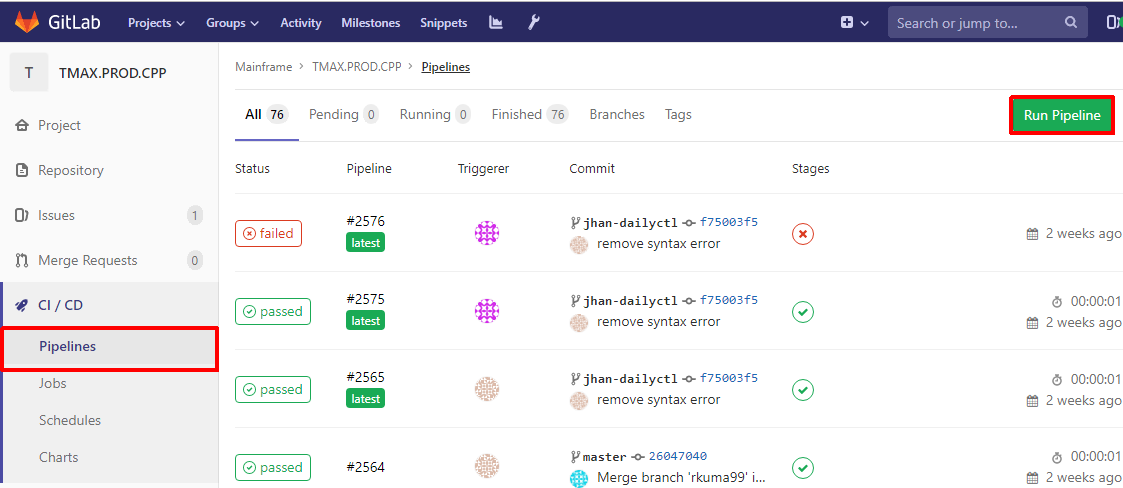 GitLab Projects Groups Activity Milestones Snippets Search or jump to...
T TMAX.PROD.CPP
Project
Repository
Issues 1
Merge Requests 0
CI / CD
Pipelines
Jobs
Schedules
Charts
Mainframe > TMAX.PROD.CPP > Pipelines
All 76 Pending 0 Running 0 Finished 76 Branches Tags Run Pipeline
Status Pipeline Triggerer Commit Stages
failed #2576 latest jhan-dailyctl f75003f5
remove syntax error 2 weeks ago
passed #2575 latest jhan-dailyctl f75003f5 00:00:01
remove syntax error 2 weeks ago
passed #2565 latest jhan-dailyctl f75003f5 00:00:01
remove syntax error 2 weeks ago
passed #2564 master 26047040 00:00:01
Merge branch 'rkuma99' i... 2 weeks ago